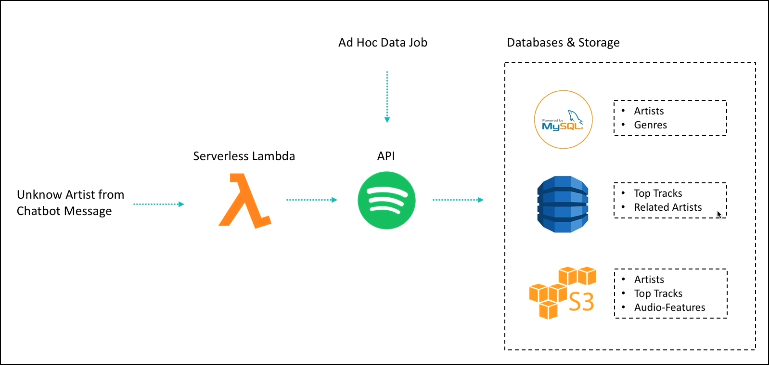 Ad Hoc Data Job
Databases & Storage
Powered by
MySQL
• Artists
• Genres
Serverless Lambda
API
Unknow Artist from
Chatbot Message
• Top Tracks
• Related Artists
S3
• Artists
• Top Tracks
• Audio-Features